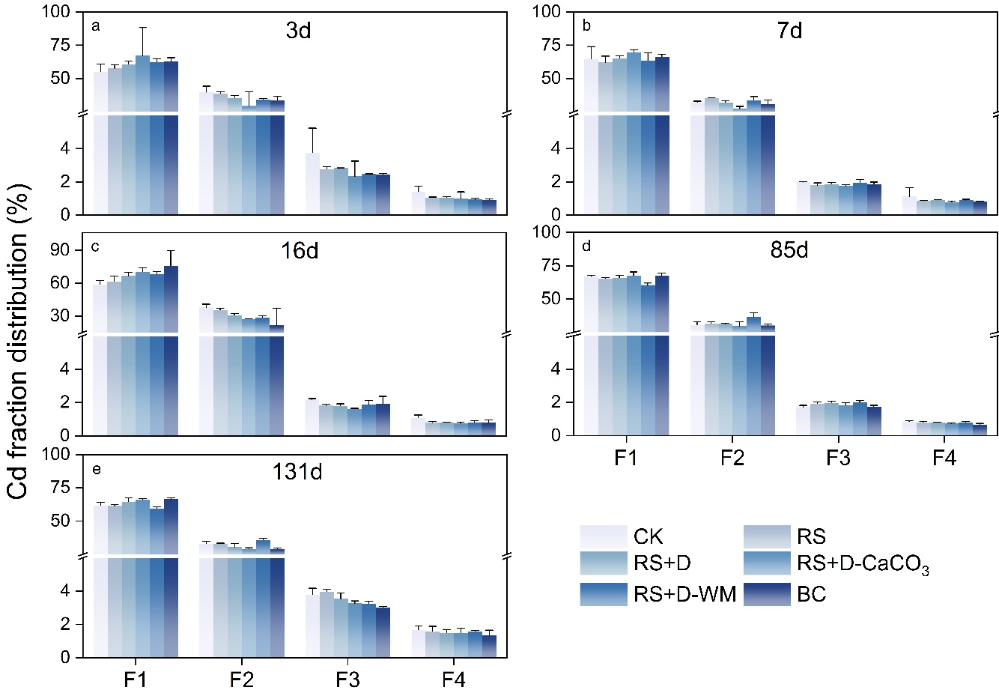 Cd fraction distribution (%)
a
3d
100
75
50
4
2
0
b
7d
100
75
50
4
2
0
c
16d
90
60
30
4
2
0
d
85d
100
75
50
4
2
0
F1 F2 F3 F4
e
131d
100
75
50
4
2
0
F1 F2 F3 F4
CK RS
RS+D RS+D-CaCO₃
RS+D-WM BC